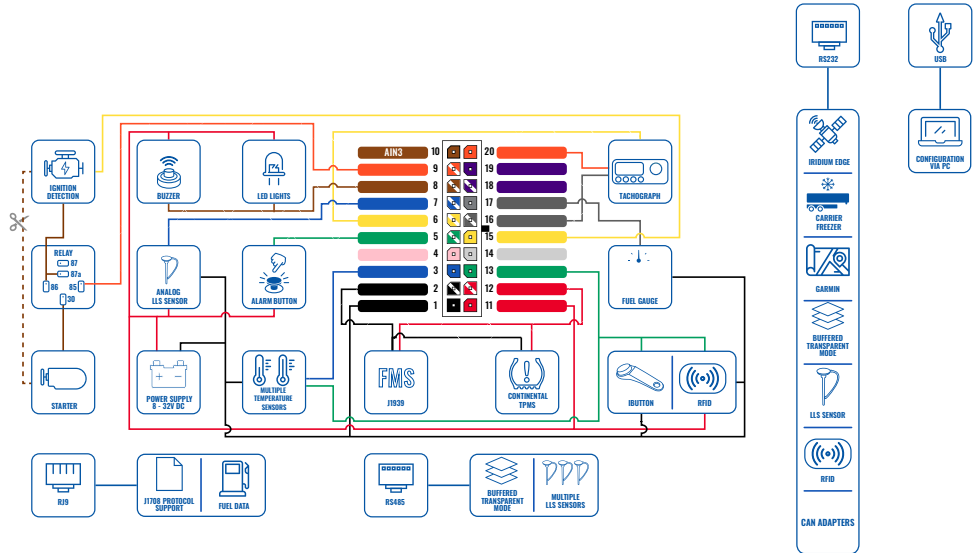 RS232
USB
IGNITION
DETECTION
BUZZER
LED LIGHTS
AIN3 10 20
9 19
8 18
7 17
6 16
5 15
4 14
3 13
2 12
1 11
TACHOGRAPH
IRIDIUM EDGE
CONFIGURATION
VIA PC
CARRIER
FREEZER
RELAY
87
87a
86 85
30
ANALOG
LLS SENSOR
ALARM BUTTON
FUEL GAUGE
GARMIN
BUFFERED
TRANSPARENT
MODE
STARTER
POWER SUPPLY
8 - 32V DC
MULTIPLE
TEMPERATURE
SENSORS
FMS
J1939
CONTINENTAL
TPMS
IBUTTON
RFID
LLS SENSOR
RFID
RJ9
J1708 PROTOCOL
SUPPORT
FUEL DATA
RS485
BUFFERED
TRANSPARENT
MODE
MULTIPLE
LLS SENSORS
CAN ADAPTERS